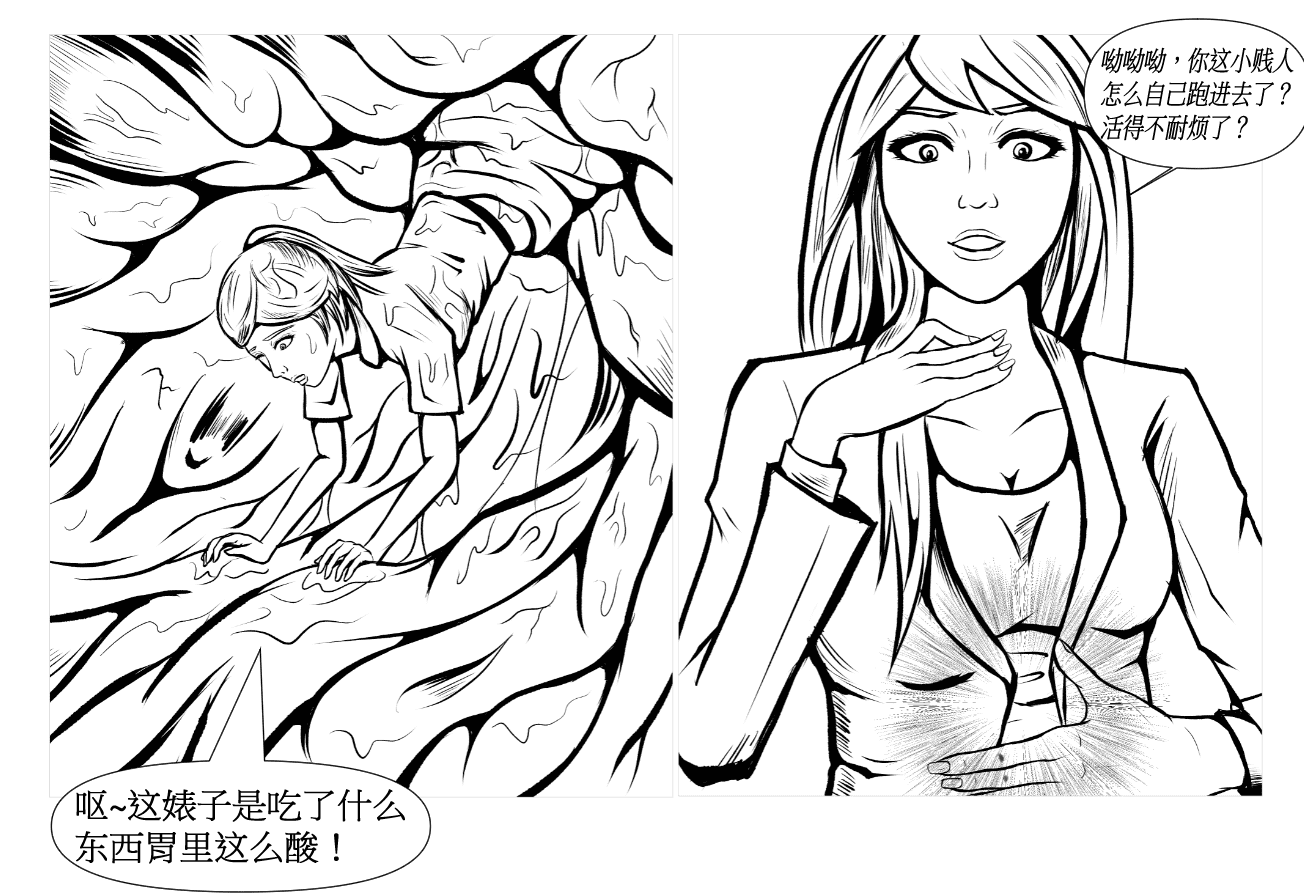 呕~这婊子是吃了什么
东西胃里这么酸！
呦呦呦，你这小贱人
怎么自己跑进去了？
活得不耐烦了？